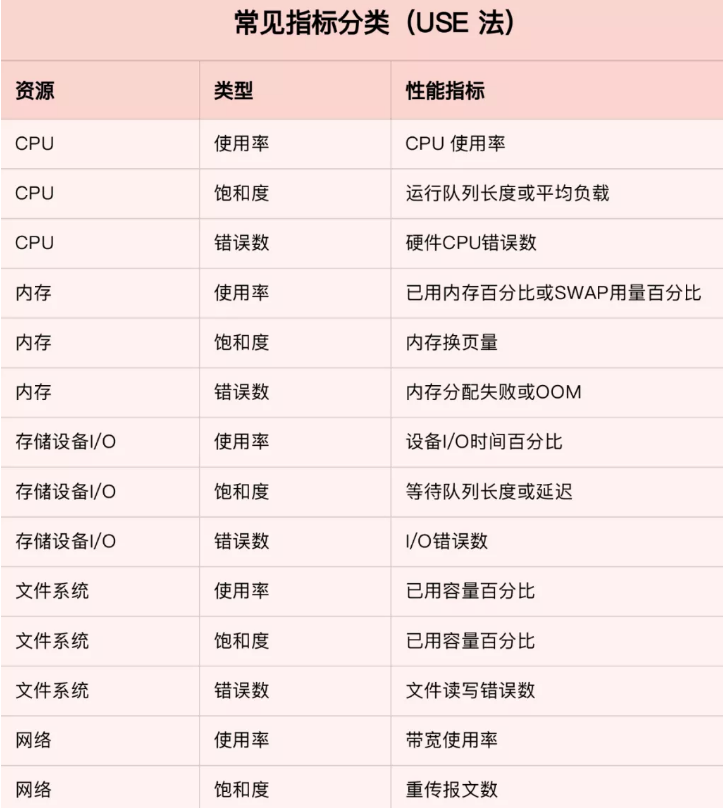 常见指标分类（USE 法）
资源 类型 性能指标
CPU 使用率 CPU 使用率
CPU 饱和度 运行队列长度或平均负载
CPU 错误数 硬件CPU错误数
内存 使用率 已用内存百分比或SWAP用量百分比
内存 饱和度 内存换页量
内存 错误数 内存分配失败或OOM
存储设备I/O 使用率 设备I/O时间百分比
存储设备I/O 饱和度 等待队列长度或延迟
存储设备I/O 错误数 I/O错误数
文件系统 使用率 已用容量百分比
文件系统 饱和度 已用容量百分比
文件系统 错误数 文件读写错误数
网络 使用率 带宽使用率
网络 饱和度 重传报文数